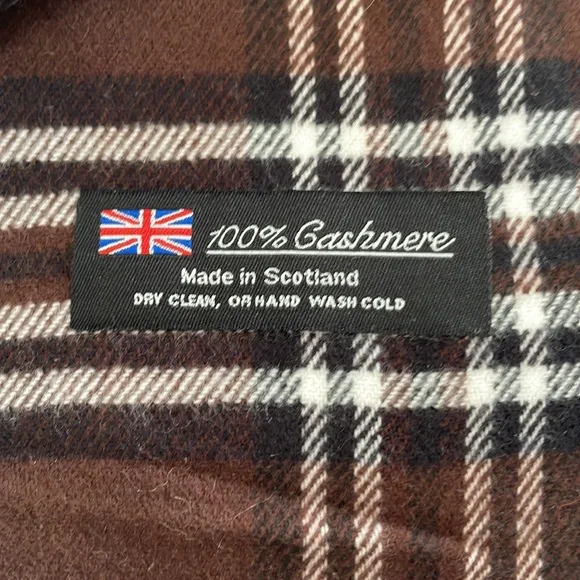 100% Cashmere
Made in Scotland
DRY CLEAN, OR HAND WASH COLD